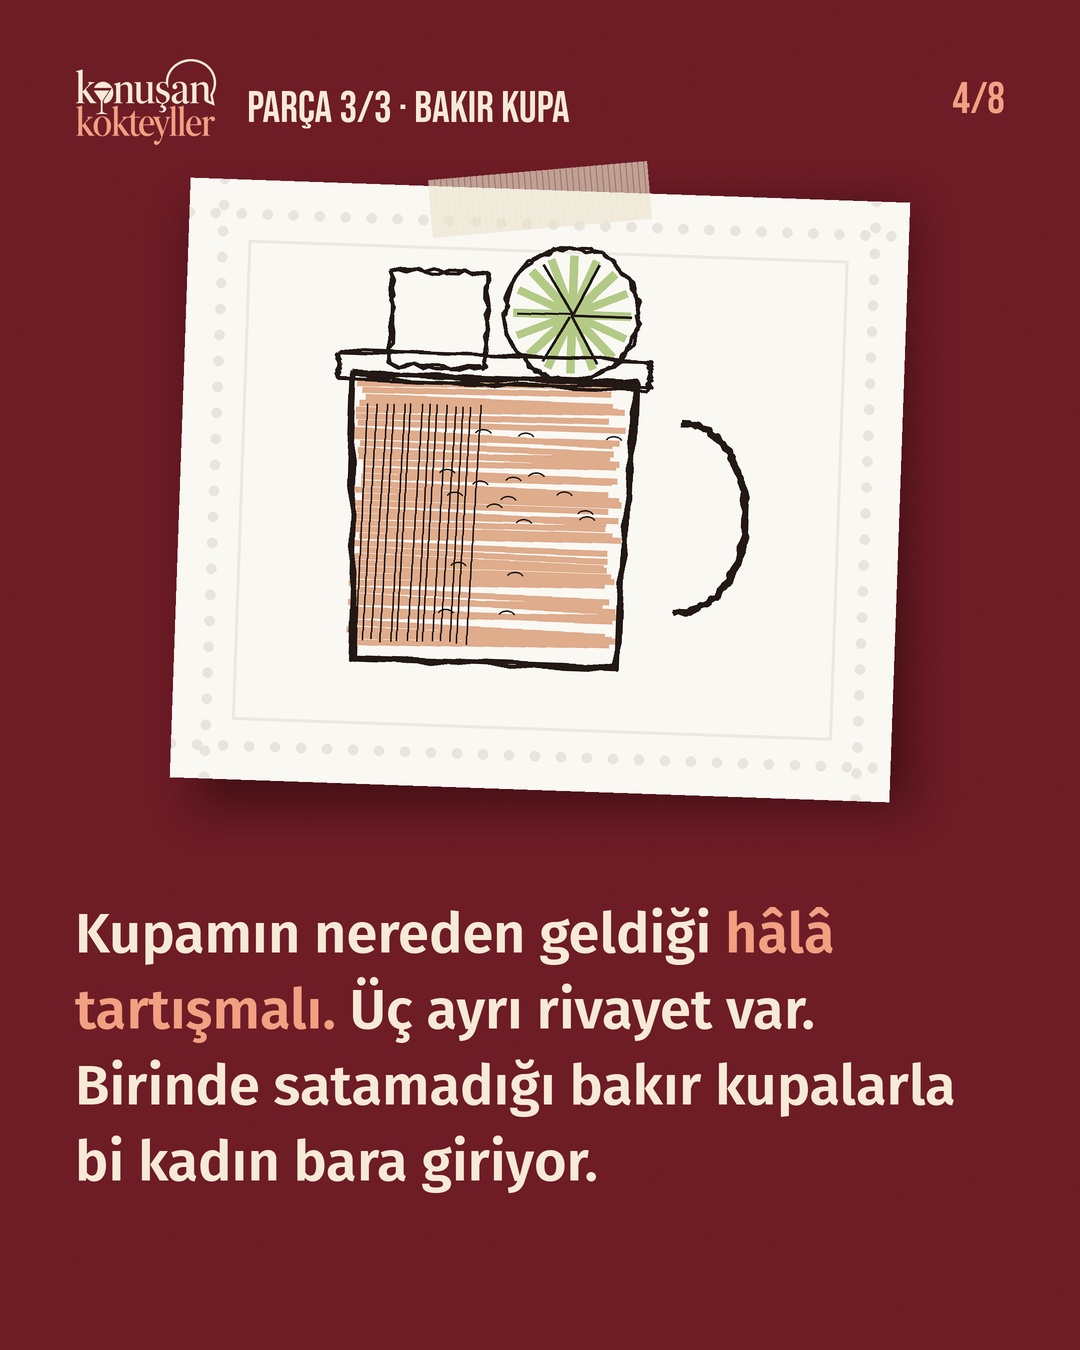 konuşan
kokteyller
PARÇA 3/3 · BAKIR KUPA
4/8
Kupamın nereden geldiği hâlâ
tartışmalı. Üç ayrı rivayet var.
Birinde satamadığı bakır kupalarla
bi kadın bara giriyor.